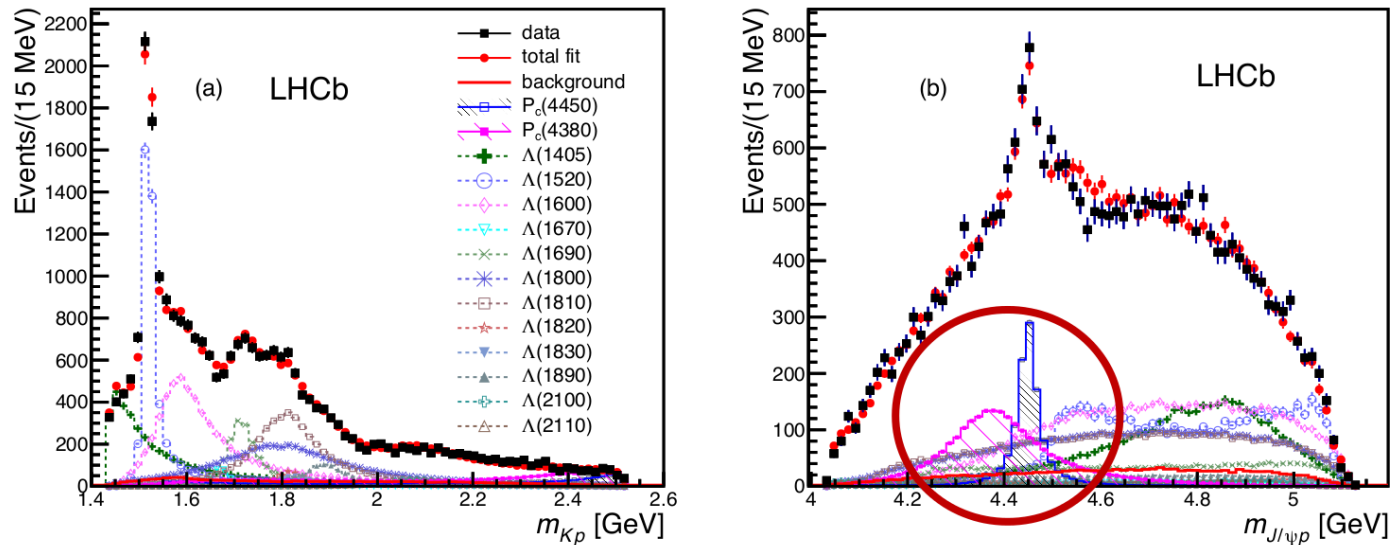 Events/(15 MeV)
2200
2000
1800
1600
1400
1200
1000
800
600
400
200
0
1.4
1.6
1.8
2
2.2
2.4
2.6
m_{Kp} [GeV]
(a)
LHCb
data
total fit
background
P_c(4450)
P_c(4380)
Λ(1405)
Λ(1520)
Λ(1600)
Λ(1670)
Λ(1690)
Λ(1800)
Λ(1810)
Λ(1820)
Λ(1830)
Λ(1890)
Λ(2100)
Λ(2110)
Events/(15 MeV)
800
700
600
500
400
300
200
100
0
4
4.2
4.4
4.6
4.8
5
m_{J/ψp} [GeV]
(b)
LHCb